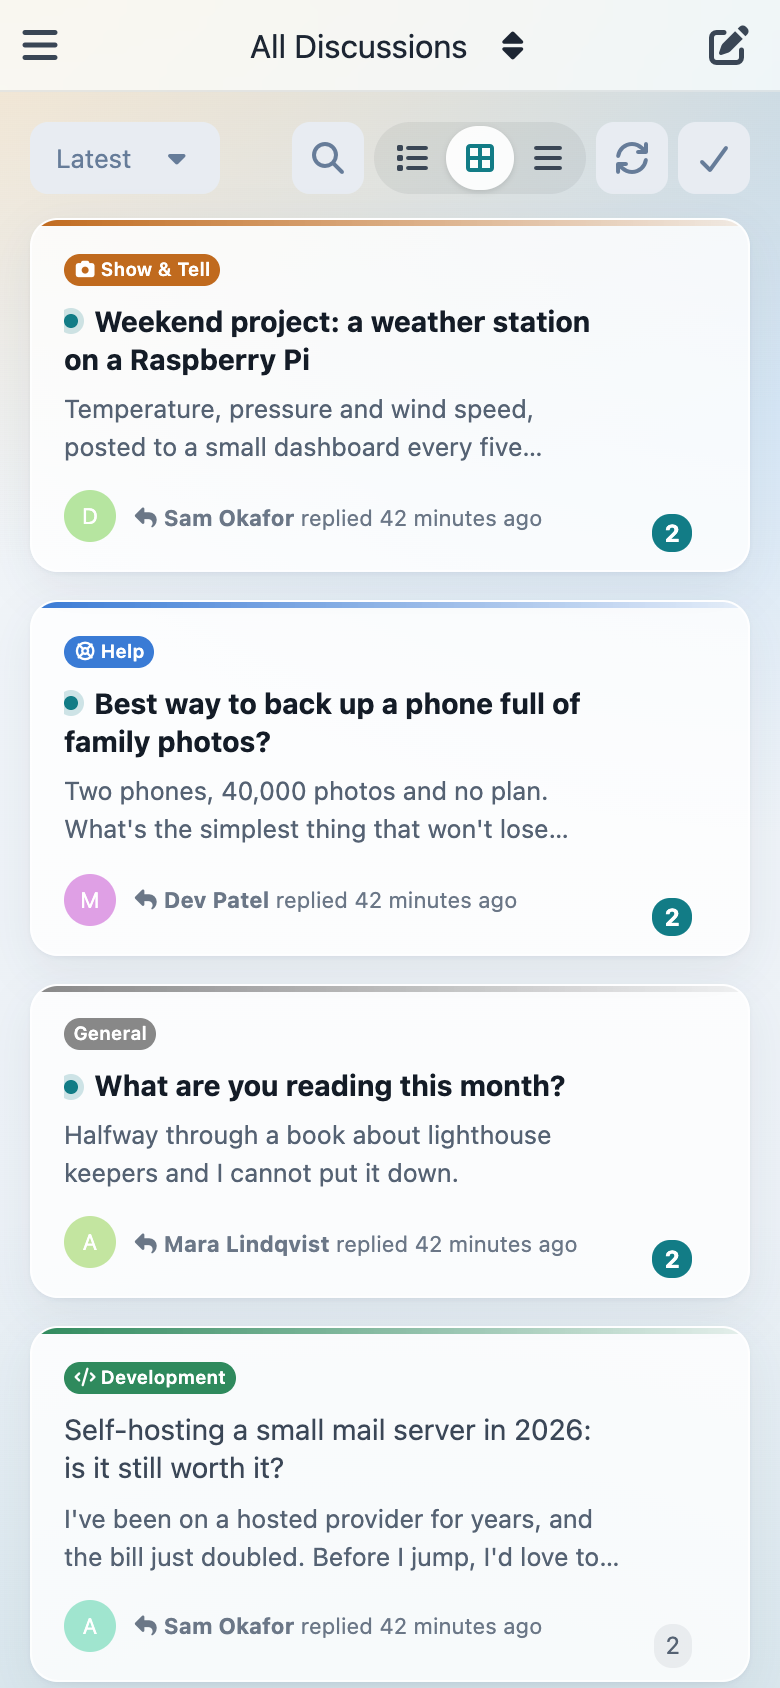 All Discussions
Latest
Show & Tell
Weekend project: a weather station
on a Raspberry Pi
Temperature, pressure and wind speed,
posted to a small dashboard every five...
D
Sam Okafor replied 42 minutes ago
2
Help
Best way to back up a phone full of
family photos?
Two phones, 40,000 photos and no plan.
What's the simplest thing that won't lose...
M
Dev Patel replied 42 minutes ago
2
General
What are you reading this month?
Halfway through a book about lighthouse
keepers and I cannot put it down.
A
Mara Lindqvist replied 42 minutes ago
2
Development
Self-hosting a small mail server in 2026:
is it still worth it?
I've been on a hosted provider for years, and
the bill just doubled. Before I jump, I'd love to...
A
Sam Okafor replied 42 minutes ago
2